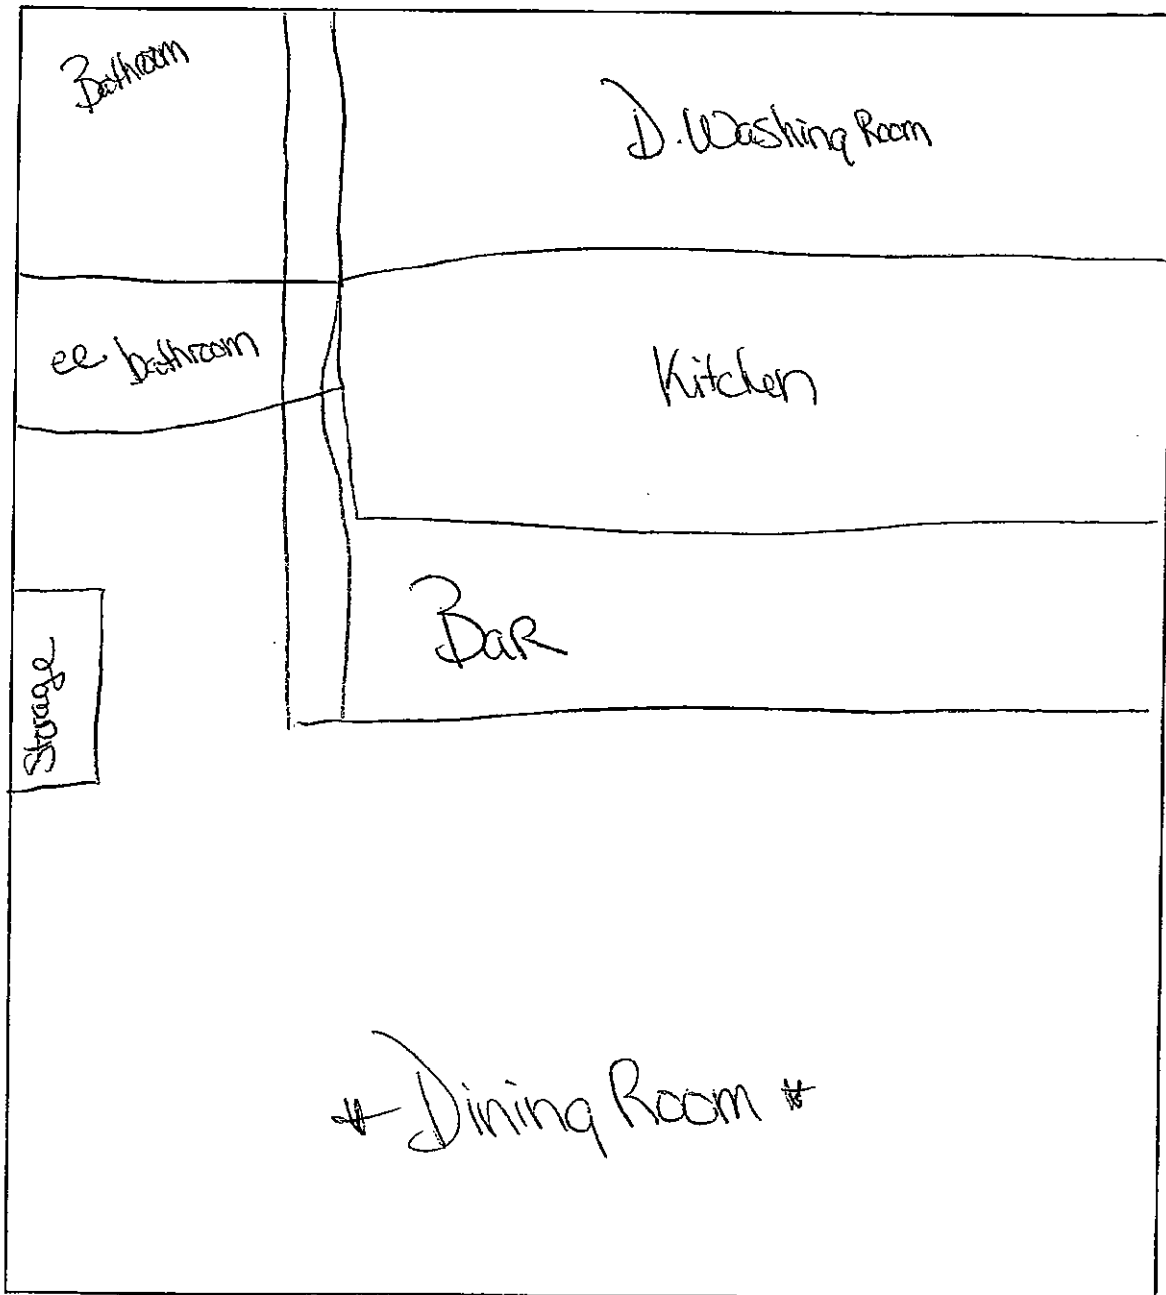 Bathroom
D. Washing Room
ee bathroom
Kitchen
BaR
Storage
* Dining Room *